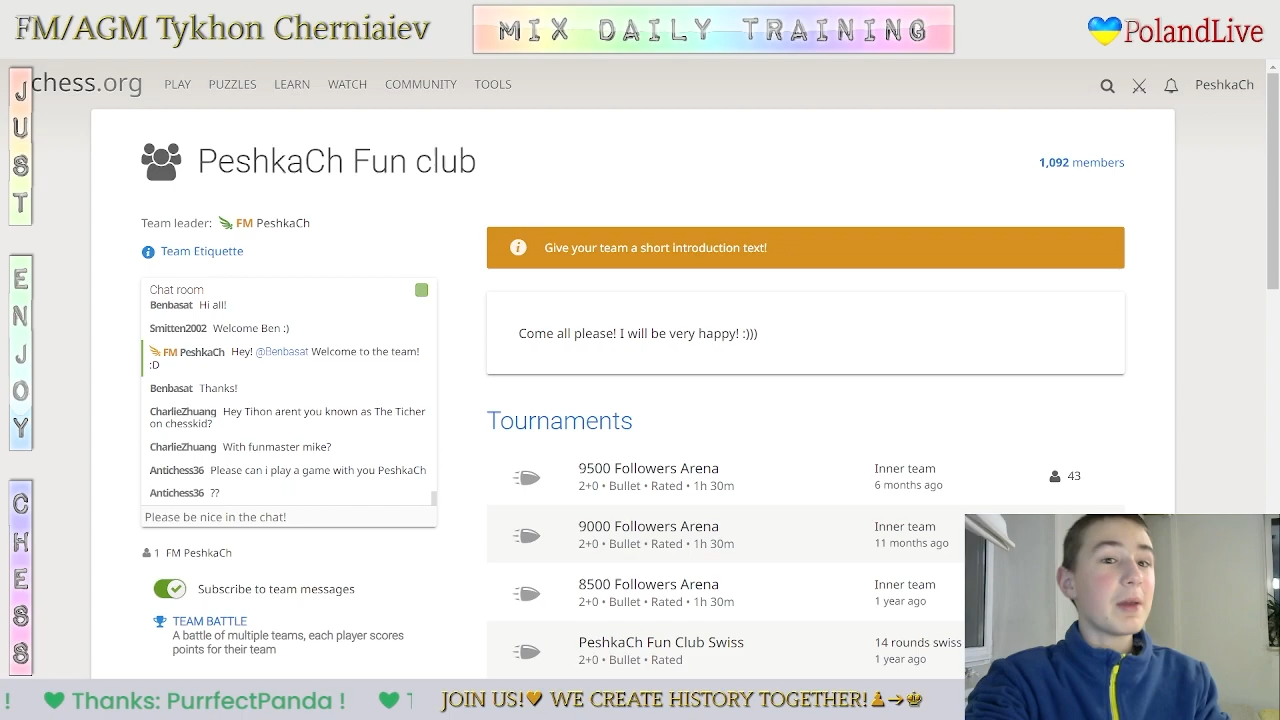 FM/AGM Tykhon Cherniaiev
MIX DAILY TRAINING
PolandLive
JUST
ENJOY
CHESS
chess.org
PLAY PUZZLES LEARN WATCH COMMUNITY TOOLS
PeshkaCh
PeshkaCh Fun club
1,092 members
Team leader: FM PeshkaCh
Team Etiquette
Give your team a short introduction text!
Chat room
Benbasat Hi all!
Smitten2002 Welcome Ben :)
FM PeshkaCh Hey! @Benbasat Welcome to the team!
:D
Benbasat Thanks!
CharlieZhuang Hey Tihon arent you known as The Ticher
on chesskid?
CharlieZhuang With funmaster mike?
Antichess36 Please can i play a game with you PeshkaCh
Antichess36 ??
Please be nice in the chat!
1 FM PeshkaCh
Subscribe to team messages
TEAM BATTLE
A battle of multiple teams, each player scores
points for their team
Come all please! I will be very happy! :)))
Tournaments
9500 Followers Arena
2+0 • Bullet • Rated • 1h 30m
Inner team
6 months ago
43
9000 Followers Arena
2+0 • Bullet • Rated • 1h 30m
Inner team
11 months ago
8500 Followers Arena
2+0 • Bullet • Rated • 1h 30m
Inner team
1 year ago
PeshkaCh Fun Club Swiss
2+0 • Bullet • Rated
14 rounds swiss
1 year ago
! 💚 Thanks: PurrfectPanda ! 💚
JOIN US!🧡 WE CREATE HISTORY TOGETHER!♟→♚